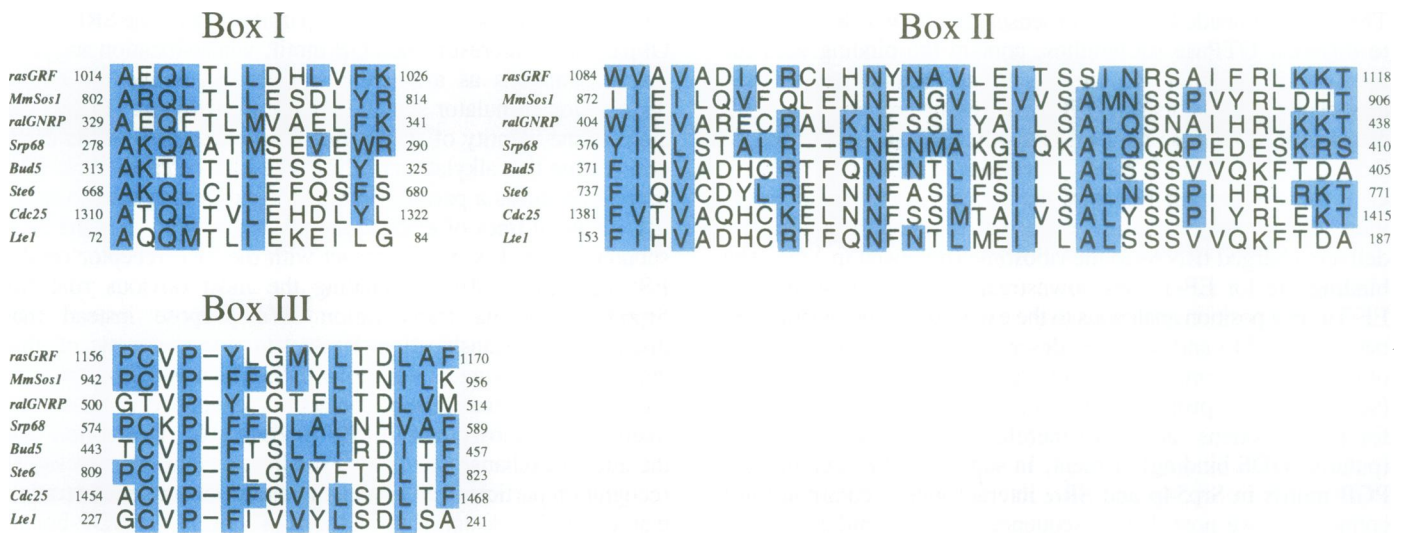 Box I
rasGRF 1014 AEQLTLLDHLVFK 1026
MmSos1 802 ARQLTLLESDLYR 814
ralGNRP 329 AEQFTLMVAELFK 341
Srp68 278 AKQAATMSEVEWR 290
Bud5 313 AKTLTLLESSLYL 325
Ste6 668 AKQLCILEFQSFS 680
Cdc25 1310 ATQLTVLEHDLYL 1322
Lte1 72 AQQMTLIEKEILG 84
Box II
rasGRF 1084 WVAVADICRCLHNYNAVLEITSSINRSAIFRLKKT 1118
MmSos1 872 IIEILQVFQLENNFNGVLEVVSAMNSSPVYRLDHT 906
ralGNRP 404 WIEVARECRALKNFSSLYAILSALQSNAIHRLKKT 438
Srp68 376 YIKLSTAIR--RNENMAKGLQKALQQQPEDESKRS 410
Bud5 371 FIHVADHCRTFQNFNTLMEIILALSSSVVQKFTDA 405
Ste6 737 FIQVCDYLRELNNFASLFSILSALNSSPIHRLRKT 771
Cdc25 1381 FVTVAQHCKELNNFSSMTAIVSALYSSPIYRLEKT 1415
Lte1 153 FIHVADHCRTFQNFNTLMEIILALSSSVVQKFTDA 187
Box III
rasGRF 1156 PCVP-YLGMYLTDLAF 1170
MmSos1 942 PCVP-FFGIYLTNILK 956
ralGNRP 500 GTVP-YLGTFLTDLVM 514
Srp68 574 PCKPLFFDLALNHVAF 589
Bud5 443 TCVP-FTSLLIRDITF 457
Ste6 809 PCVP-FLGVYFTDLTF 823
Cdc25 1454 ACVP-FFGVYLSDLTF 1468
Lte1 227 GCVP-FIVVYLSDLSA 241